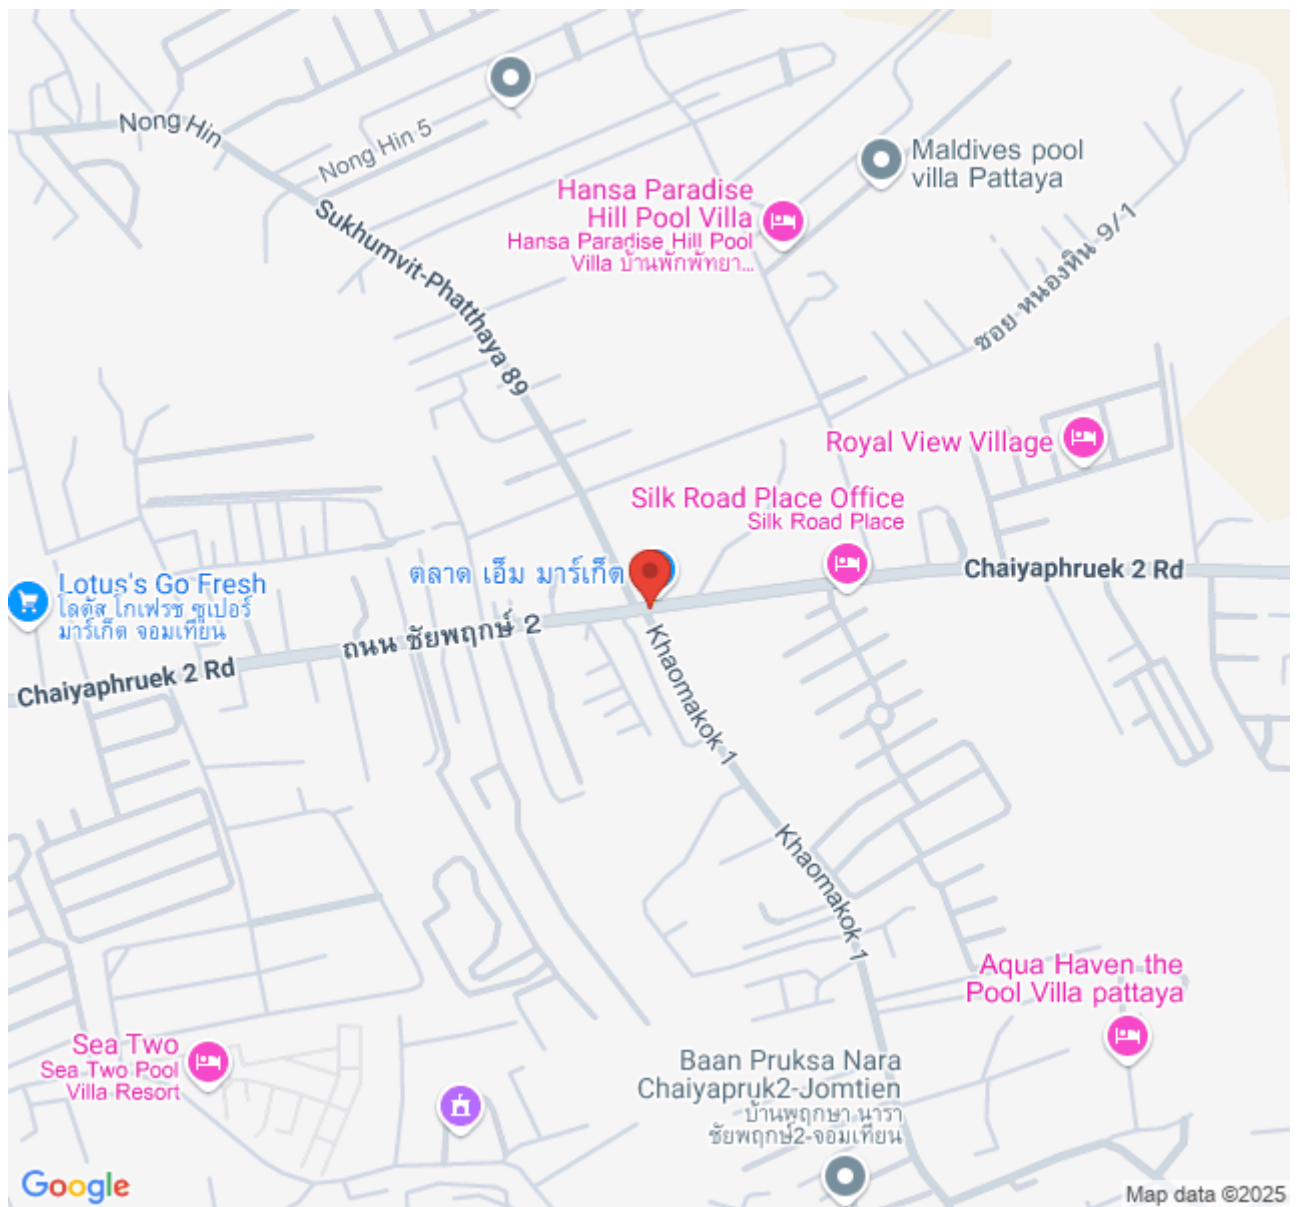 Nong Hin
Nong Hin 5
Maldives pool
villa Pattaya
Hansa Paradise
Hill Pool Villa
Hansa Paradise Hill Pool
Villa บ้านพักพัทยา...
Sukhumvit-Phatthaya 89
ซอย หนองหิน 9/1
Royal View Village
Silk Road Place Office
Silk Road Place
ตลาด เอ็ม มาร์เก็ต
Chaiyaphruek 2 Rd
Lotus's Go Fresh
โลตัส โกเฟรช ซูเปอร์
มาร์เก็ต จอมเทียน
ถนน ชัยพฤกษ์ 2
Chaiyaphruek 2 Rd
Khaomakok 1
Khaomakok 1
Aqua Haven the
Pool Villa pattaya
Sea Two
Sea Two Pool
Villa Resort
Baan Pruksa Nara
Chaiyapruk2-Jomtien
บ้านพฤกษา นารา
ชัยพฤกษ์2-จอมเทียน
Google
Map data ©2025